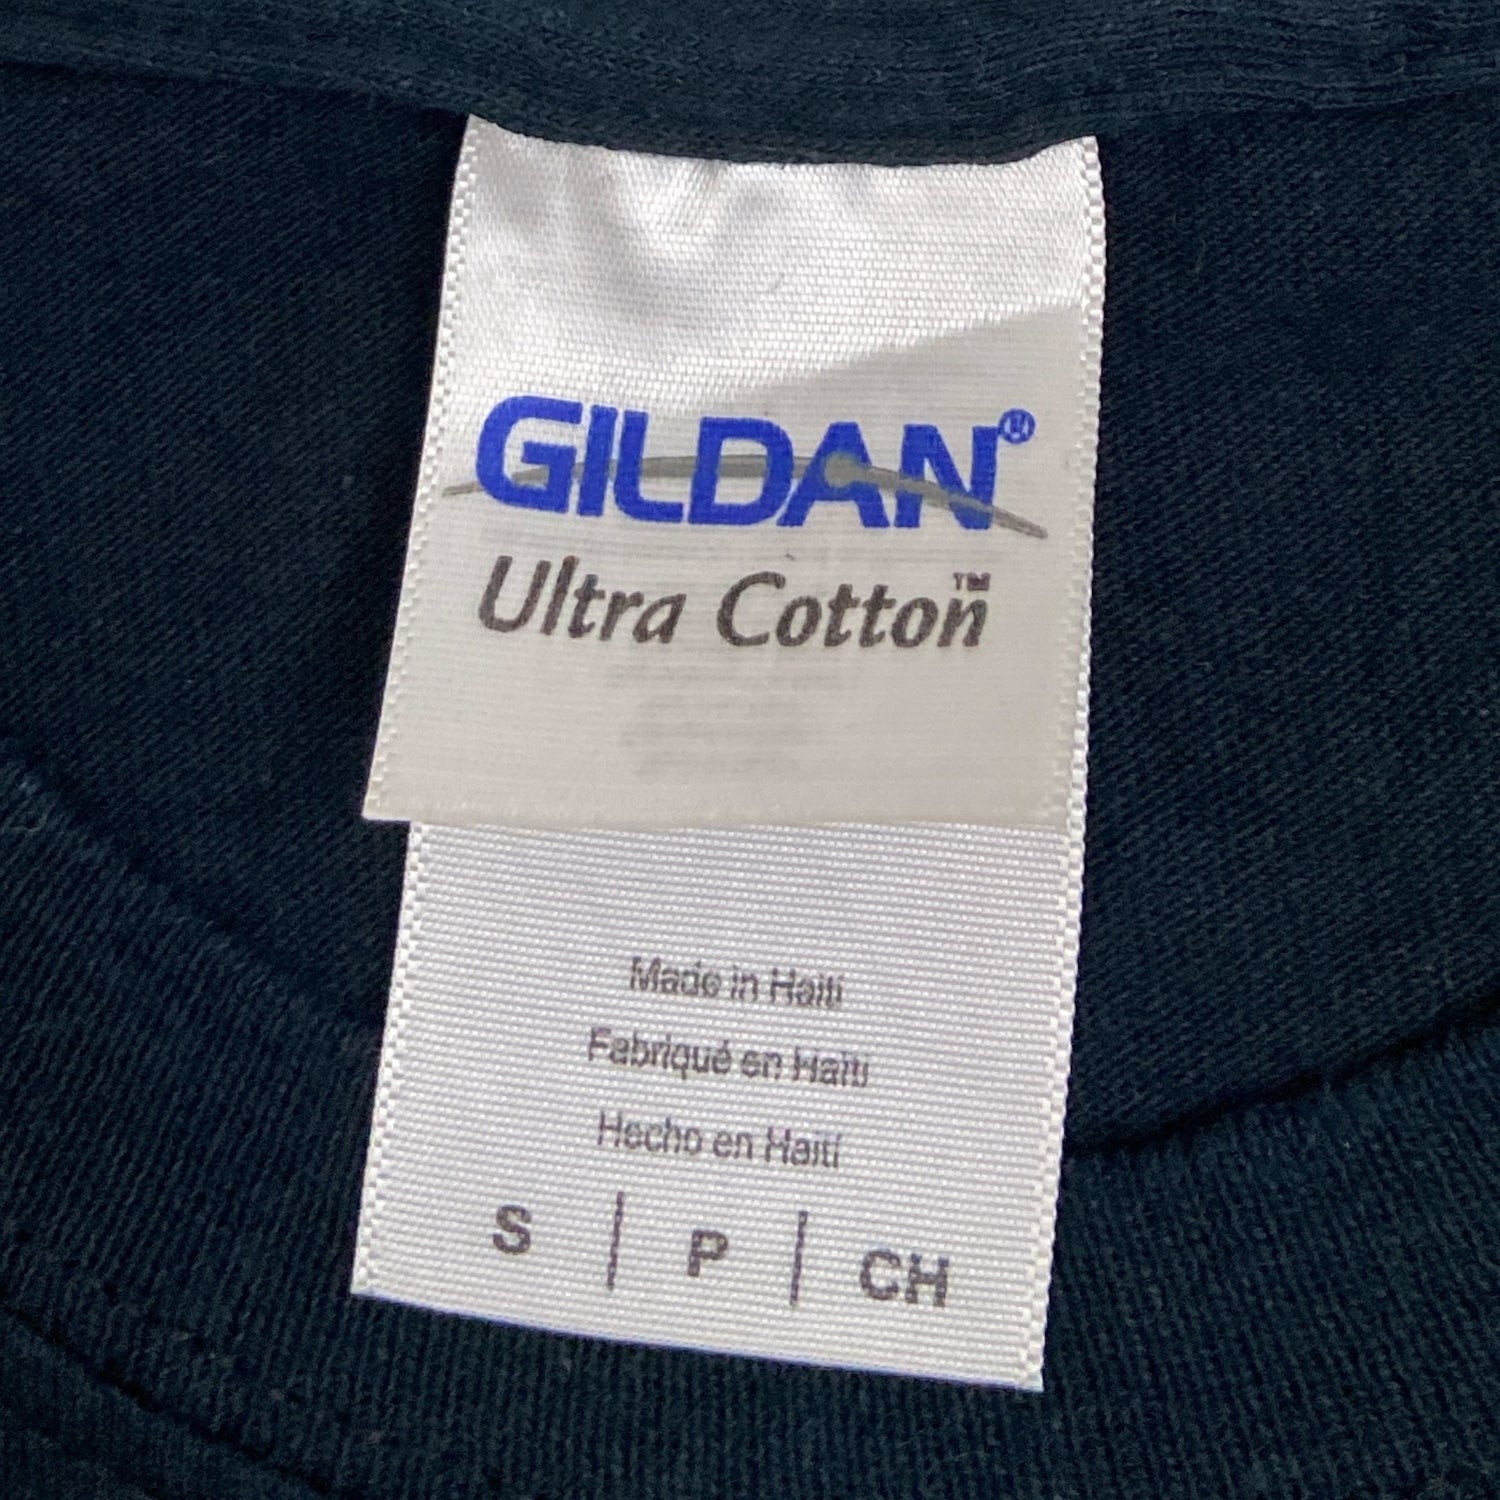 GILDAN®
Ultra Cotton™
Made in Haiti
Fabriqué en Haïti
Hecho en Haití
S | P | CH